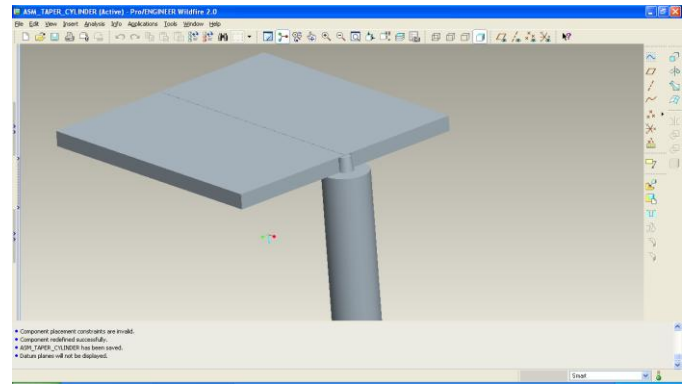 ASM_TAPER_CYLINDER (Active) - Pro/ENGINEER Wildfire 2.0
File Edit View Insert Analysis Info Applications Tools Window Help
Component placement constraints are invalid.
Component redefined successfully.
ASM_TAPER_CYLINDER has been saved.
Datum planes will not be displayed.
Smart